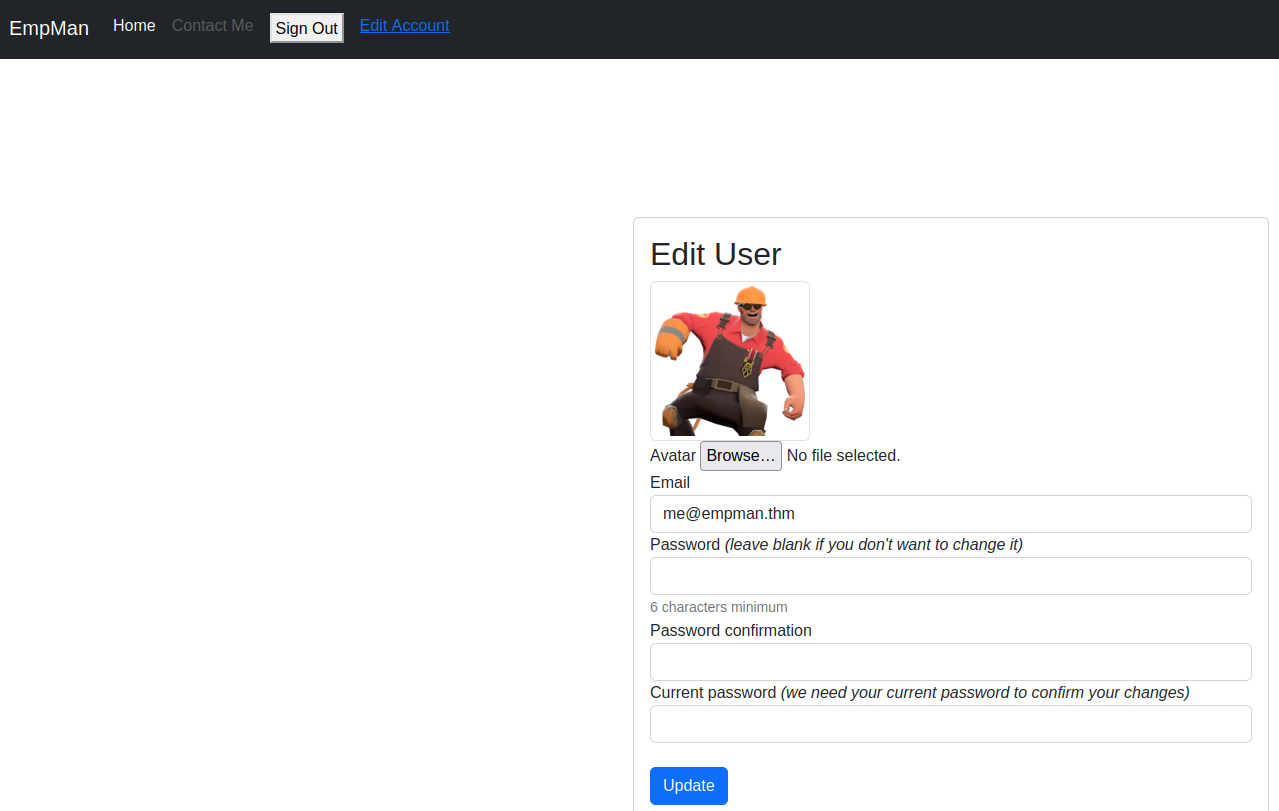 EmpMan Home Contact Me Sign Out Edit Account
Edit User
Avatar Browse... No file selected.
Email
me@empman.thm
Password (leave blank if you don't want to change it)
6 characters minimum
Password confirmation
Current password (we need your current password to confirm your changes)
Update